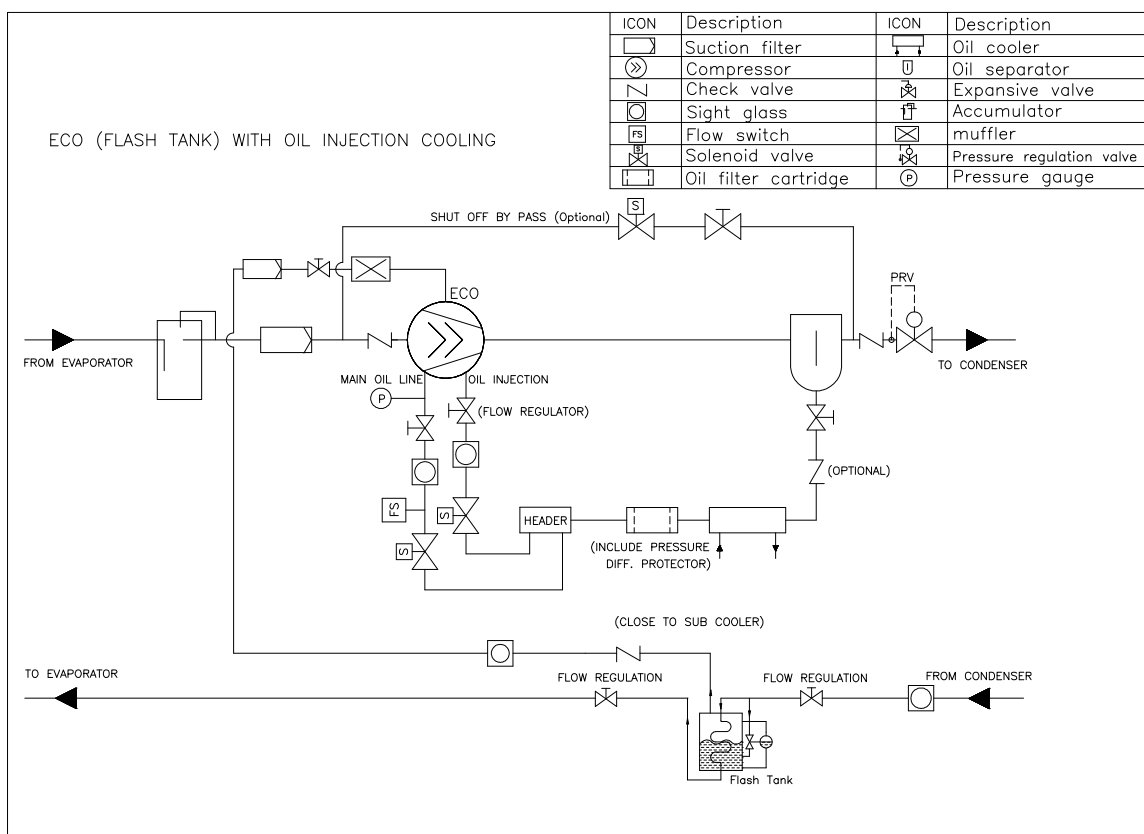 ICON Description ICON Description
Suction filter Oil cooler
Compressor Oil separator
Check valve Expansive valve
Sight glass Accumulator
FS Flow switch muffler
S Solenoid valve Pressure regulation valve
Oil filter cartridge P Pressure gauge
ECO (FLASH TANK) WITH OIL INJECTION COOLING
S
SHUT OFF BY PASS (Optional)
PRV
ECO
FROM EVAPORATOR
TO CONDENSER
MAIN OIL LINE
OIL INJECTION
P
(FLOW REGULATOR)
(OPTIONAL)
FS
S
S
HEADER
(INCLUDE PRESSURE
DIFF. PROTECTOR)
(CLOSE TO SUB COOLER)
TO EVAPORATOR
FLOW REGULATION
FLOW REGULATION
FROM CONDENSER
Flash Tank